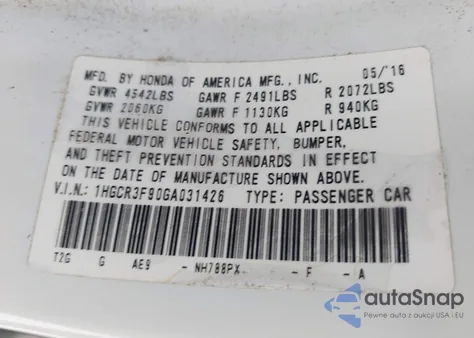 MFD. BY HONDA OF AMERICA MFG., INC. 05/'16
GVWR 4542LBS GAWR F 2491LBS R 2072LBS
GVWR 2060KG GAWR F 1130KG R 940KG
THIS VEHICLE CONFORMS TO ALL APPLICABLE
FEDERAL MOTOR VEHICLE SAFETY, BUMPER,
AND THEFT PREVENTION STANDARDS IN EFFECT
ON THE DATE OF MANUFACTURE SHOWN ABOVE.
V.I.N.: 1HGCR3F90GA031426 TYPE: PASSENGER CAR
T2G G AE9 - NH788PX - F - A
autoSnap
Pewne auta z aukcji USA i EU